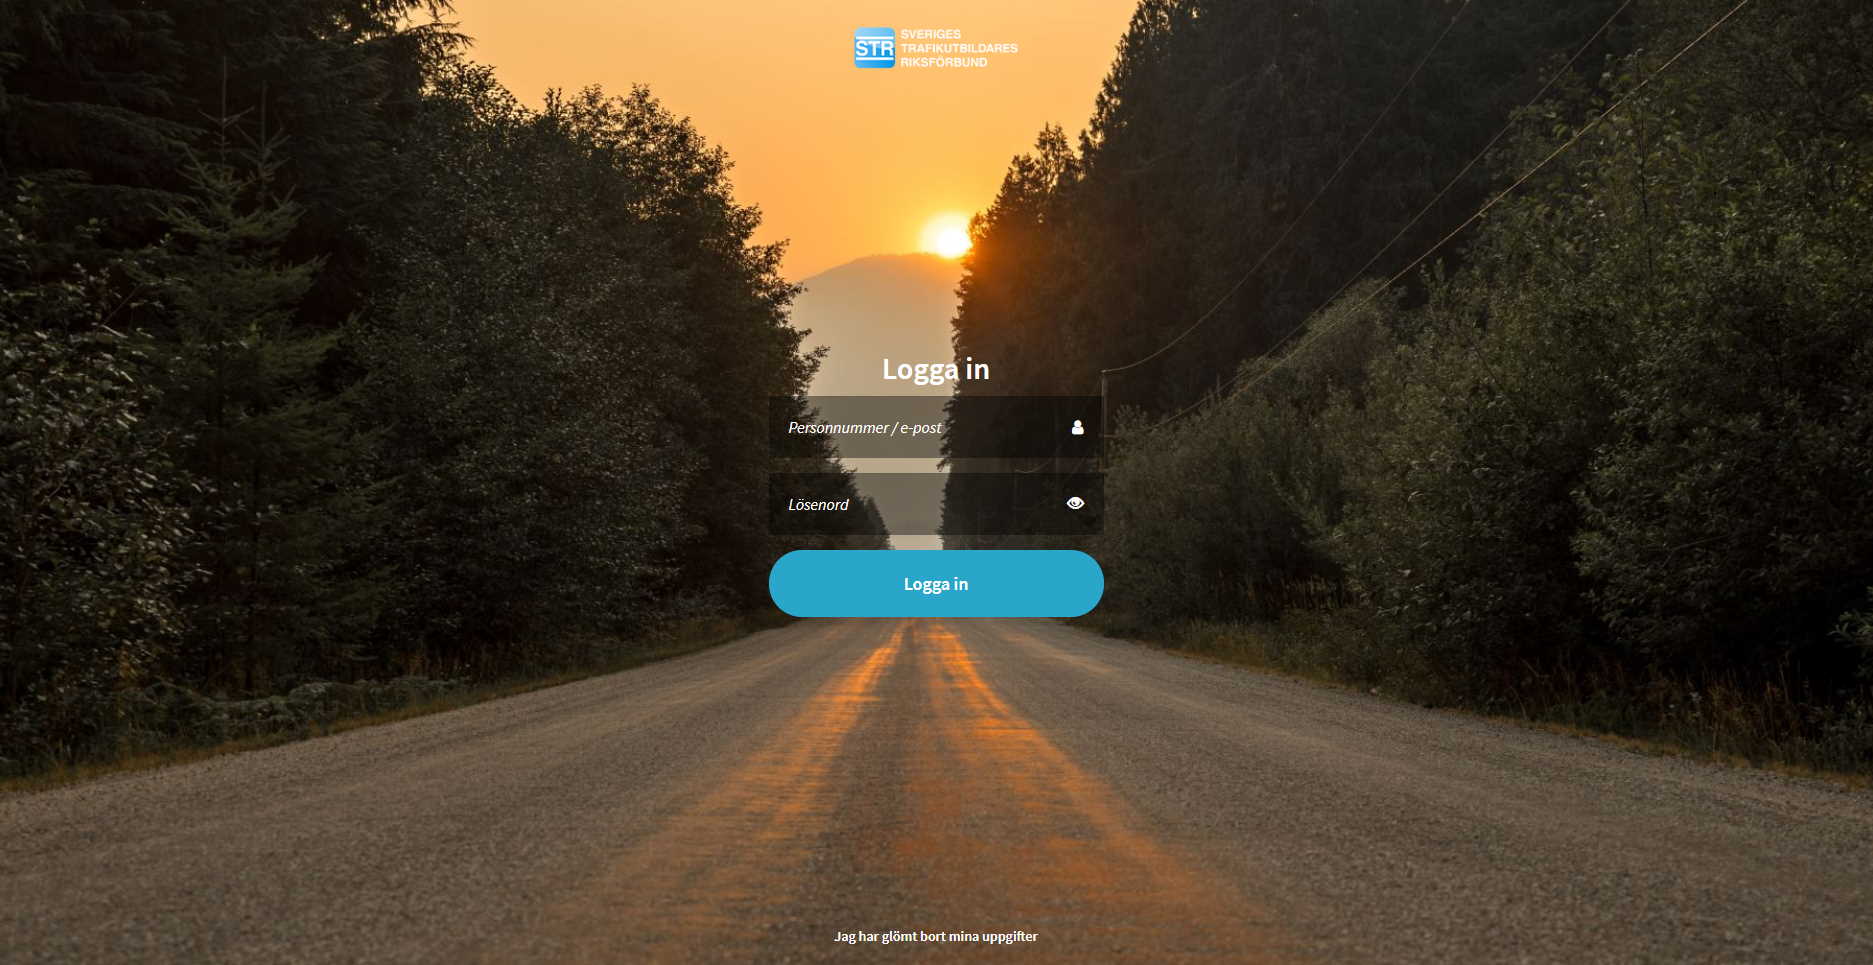 STR
SVERIGES
TRAFIKUTBILDARES
RIKSFÖRBUND
Logga in
Personnummer / e-post
Lösenord
Logga in
Jag har glömt bort mina uppgifter